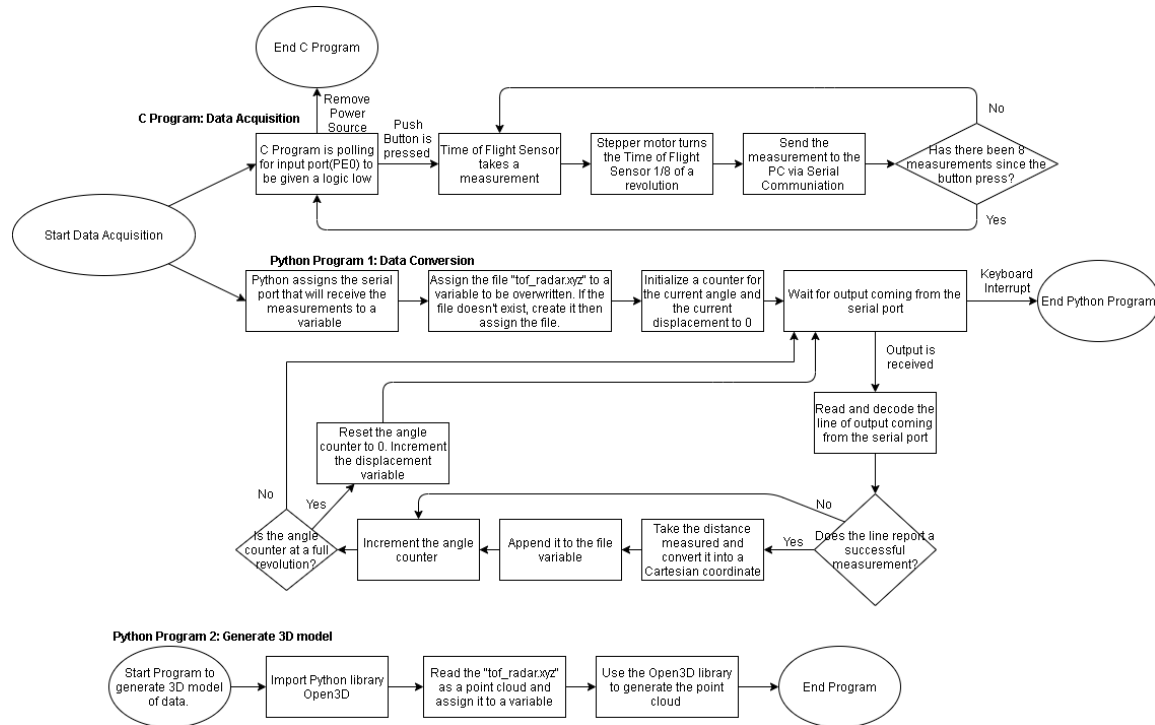 End C Program
Remove
Power
Source
C Program: Data Acquisition
C Program is polling
for input port(PE0) to
be given a logic low
Push
Button is
pressed
Time of Flight Sensor
takes a
measurement
Stepper motor turns
the Time of Flight
Sensor 1/8 of a
revolution
Send the
measurement to the
PC via Serial
Communiation
No
Has there been 8
measurements since the
button press?
Yes
Start Data Acquisition
Python Program 1: Data Conversion
Python assigns the serial
port that will receive the
measurements to a
variable
Assign the file "tof_radar.xyz" to a
variable to be overwritten. If the
file doesn't exist, create it then
assign the file.
Initialize a counter for
the current angle and
the current
displacement to 0
Wait for output coming from the
serial port
Keyboard
Interrupt
End Python Program
Output is
received
Read and decode the
line of output coming
from the serial port
Reset the angle
counter to 0. Increment
the displacement
variable
No
Yes
No
Is the angle
counter at a full
revolution?
Increment the angle
counter
Append it to the file
variable
Take the distance
measured and
convert it into a
Cartesian coordinate
Yes
Does the line report a
successful
measurement?
Python Program 2: Generate 3D model
Start Program to
generate 3D model
of data.
Import Python library
Open3D
Read the "tof_radar.xyz"
as a point cloud and
assign it to a variable
Use the Open3D library
to generate the point
cloud
End Program